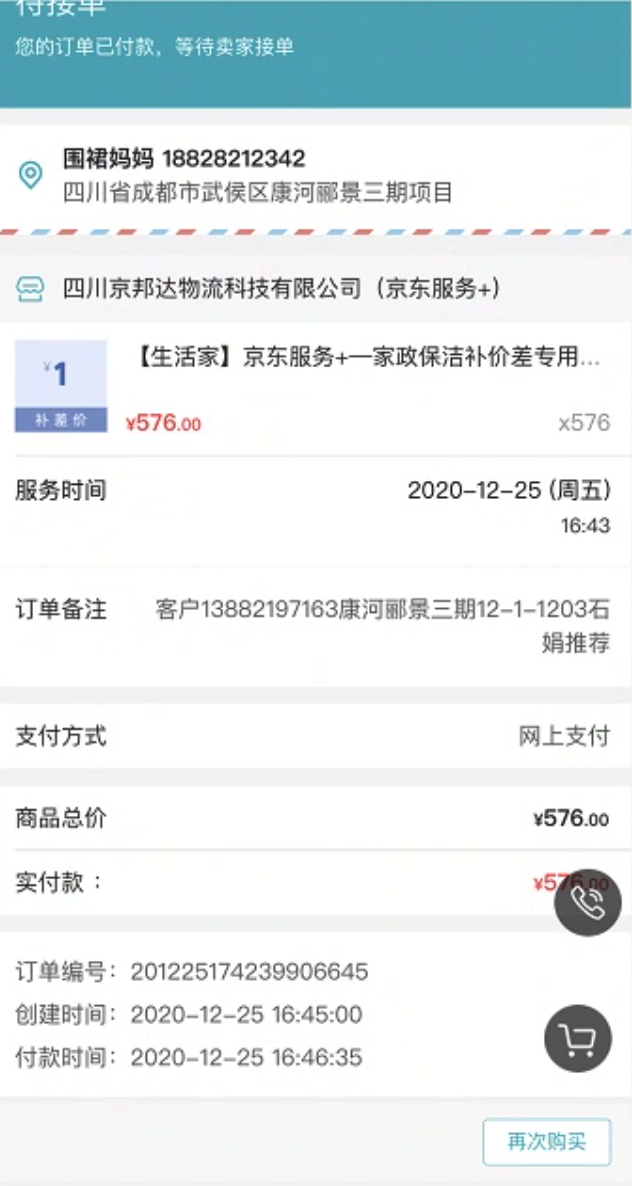 待接单
您的订单已付款，等待卖家接单
围裙妈妈 18828212342
四川省成都市武侯区康河郦景三期项目
四川京邦达物流科技有限公司（京东服务+）
¥1
补差价
【生活家】京东服务+—家政保洁补价差专用...
¥576.00
x576
服务时间
2020-12-25 (周五)
16:43
订单备注
客户13882197163康河郦景三期12-1-1203石
娟推荐
支付方式
网上支付
商品总价
¥576.00
实付款：
¥576.00
订单编号：201225174239906645
创建时间：2020-12-25 16:45:00
付款时间：2020-12-25 16:46:35
再次购买